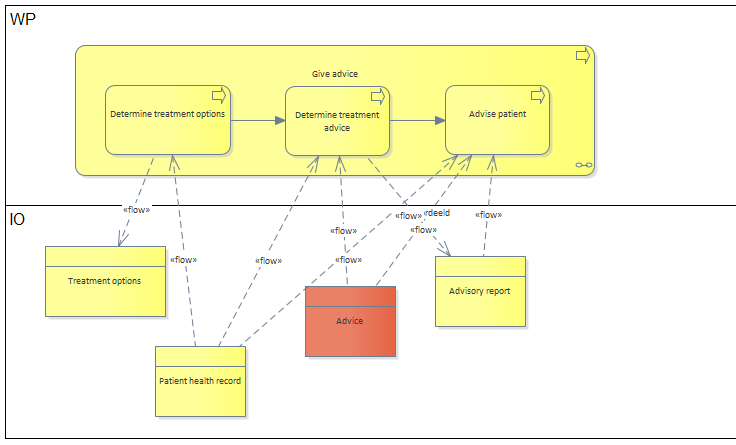 WP
Give advice
Determine treatment options
Determine treatment
advice
Advise patient
«flow»
«flow»
rdeeld
«flow»
«flow»
«flow»
IO
«flow»
«flow»
«flow»
Treatment options
Advisory report
Advice
Patient health record